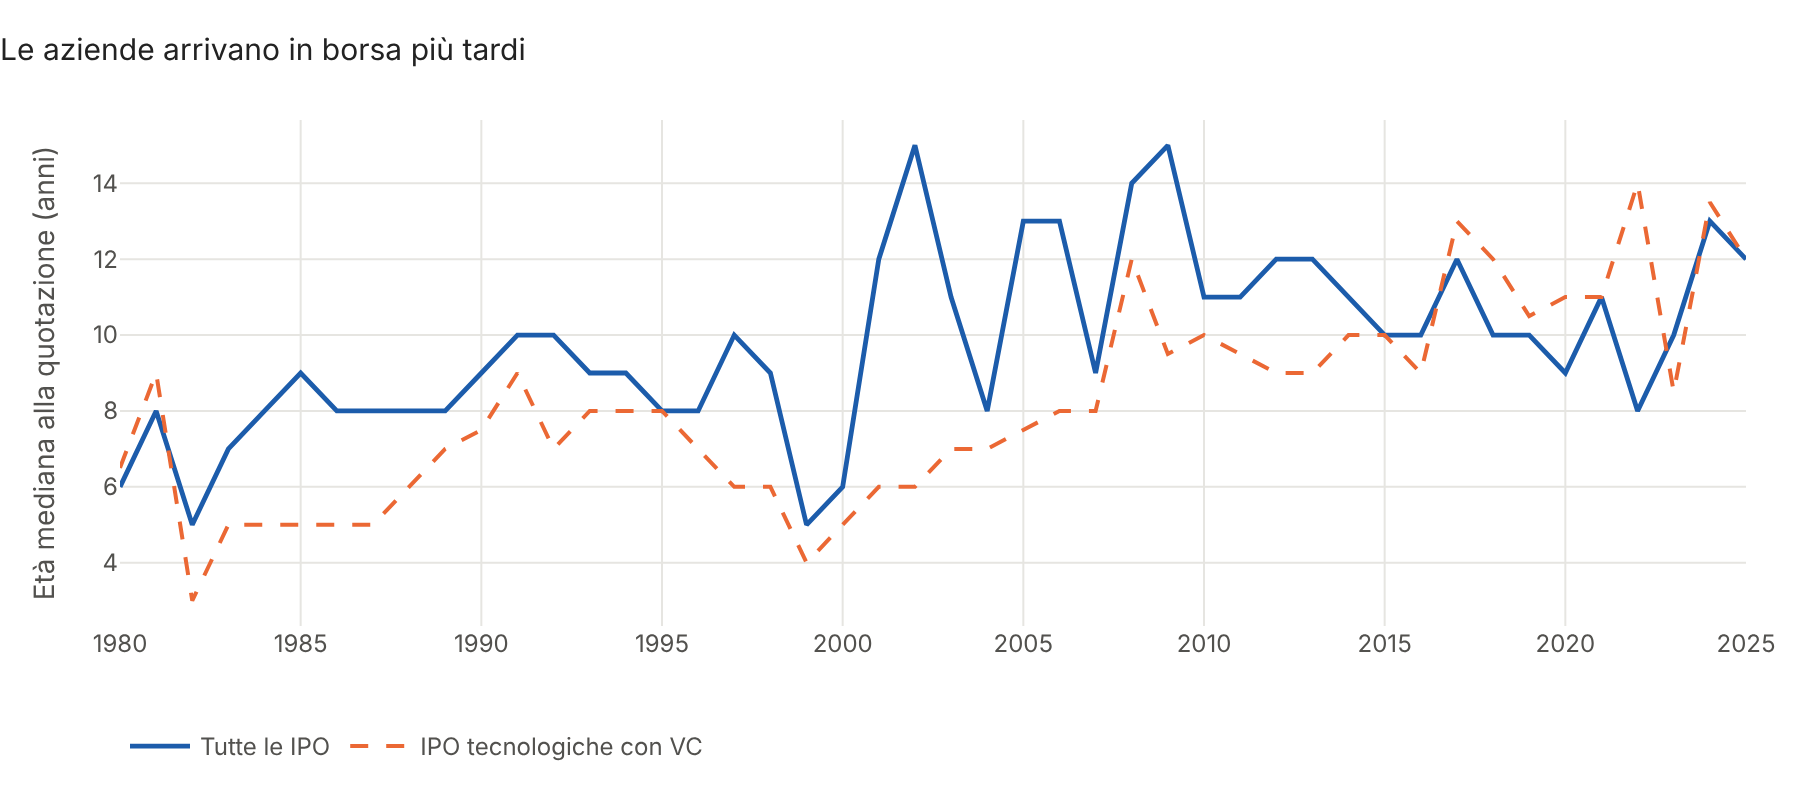 Le aziende arrivano in borsa più tardi
Età mediana alla quotazione (anni)
14
12
10
8
6
4
1980 1985 1990 1995 2000 2005 2010 2015 2020 2025
Tutte le IPO IPO tecnologiche con VC